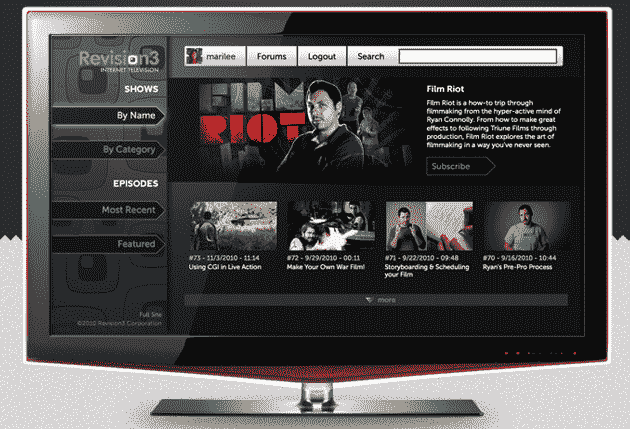 Revision3
INTERNET TELEVISION
marilee
Forums
Logout
Search
SHOWS
By Name
By Category
EPISODES
Most Recent
Featured
Full Site
©2010 Revision3 Corporation
FILM
RIOT
Film Riot
Film Riot is a how-to trip through
filmmaking from the hyper-active mind of
Ryan Connolly. From how to make great
effects to following Triune Films through
production, Film Riot explores the art of
filmmaking in a way you've never seen.
Subscribe
#73 - 11/3/2010 - 11:14
Using CGI in Live Action
#72 - 9/29/2010 - 00:11
Make Your Own War Film!
#71 - 9/22/2010 - 09:48
Storyboarding & Scheduling
your Film
#70 - 9/16/2010 - 10:44
Ryan's Pre-Pro Process
more